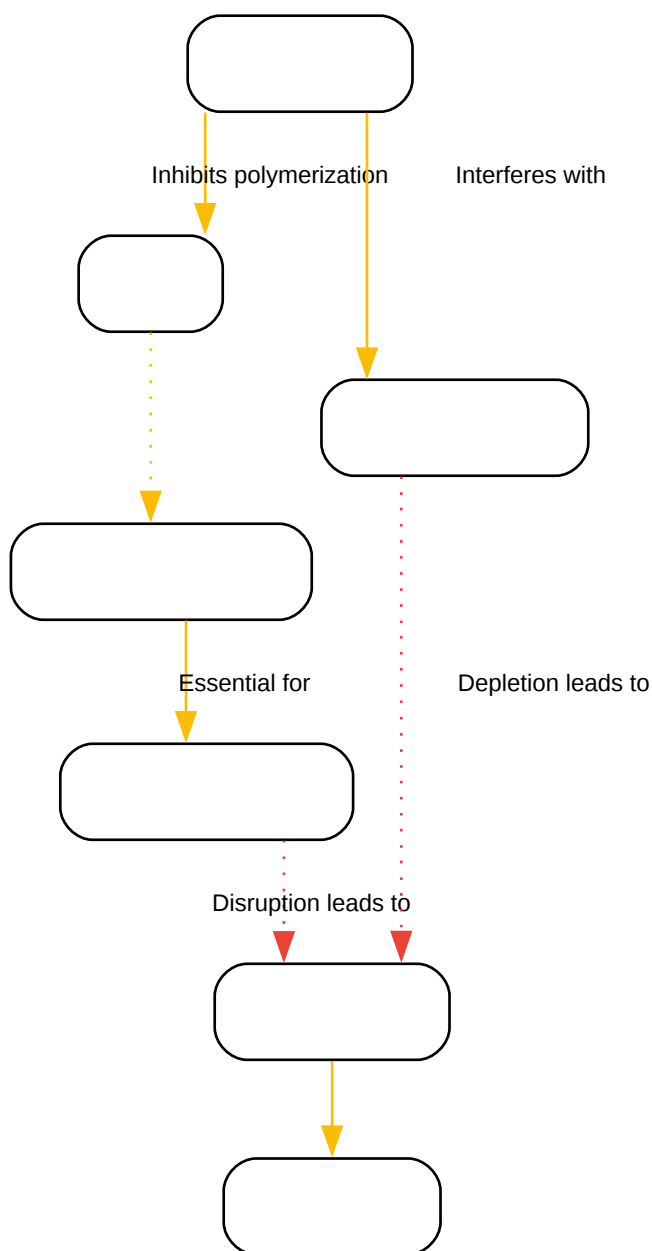 Inhibits polymerization
Interferes with
Essential for
Depletion leads to
Disruption leads to